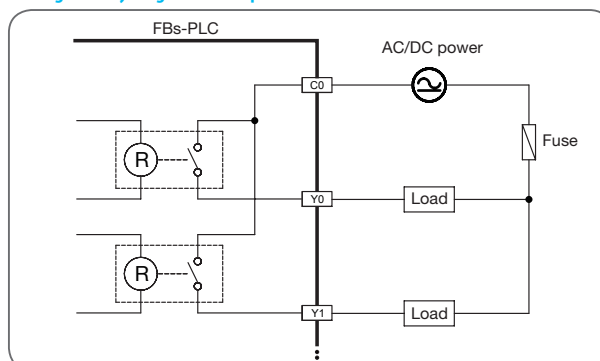 FBs-PLC
AC/DC power
C0
Fuse
R
Y0
Load
R
Y1
Load